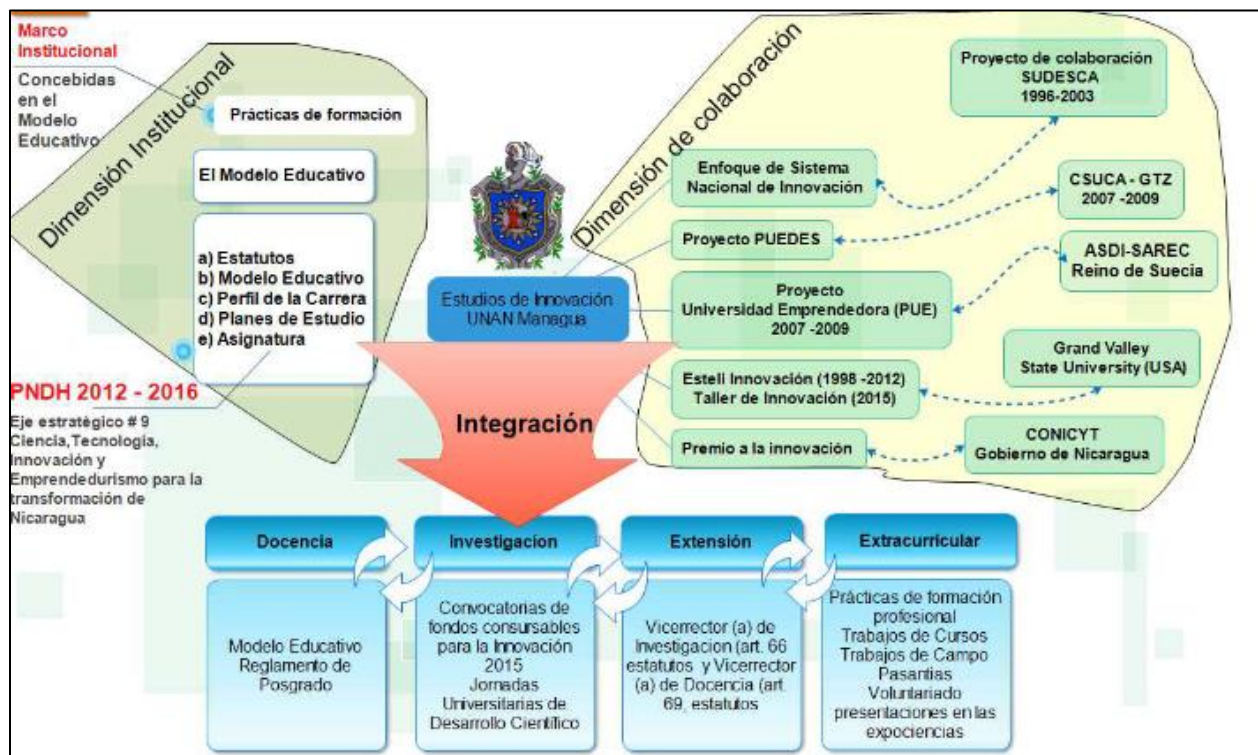 Marco
Institucional
Concebidas
en el
Modelo
Educativo
Dimensión Institucional
Prácticas de formación
El Modelo Educativo
a) Estatutos
b) Modelo Educativo
c) Perfil de la Carrera
d) Planes de Estudio
e) Asignatura
PNDH 2012 - 2016
Eje estratègico # 9
Ciencia,Tecnología,
Innovación y
Emprendedurismo para la
transformación de
Nicaragua
Estudios de Innovación
UNAN Managua
Dimensión de colaboración
Proyecto de colaboración
SUDESCA
1996-2003
Enfoque de Sistema
Nacional de Innovación
CSUCA - GTZ
2007 -2009
Proyecto PUEDES
ASDI-SAREC
Reino de Suecia
Proyecto
Universidad Emprendedora (PUE)
2007 -2009
Grand Valley
State University (USA)
Esteli Innovación (1998 -2012)
Taller de Innovación (2015)
Premio a la innovación
CONICYT
Gobierno de Nicaragua
Integración
Docencia
Modelo Educativo
Reglamento de
Posgrado
Investigacion
Convocatorias de
fondos consursables
para la Innovación
2015
Jornadas
Universitarias de
Desarrollo Científico
Extensión
Vicerrector (a) de
Investigacion (art. 66
estatutos y Vicerrector
(a) de Docencia (art.
69, estatutos
Extracurricular
Prácticas de formación
profesional
Trabajos de Cursos
Trabajos de Campo
Pasantias
Voluntariado
presentaciones en las
expociencias